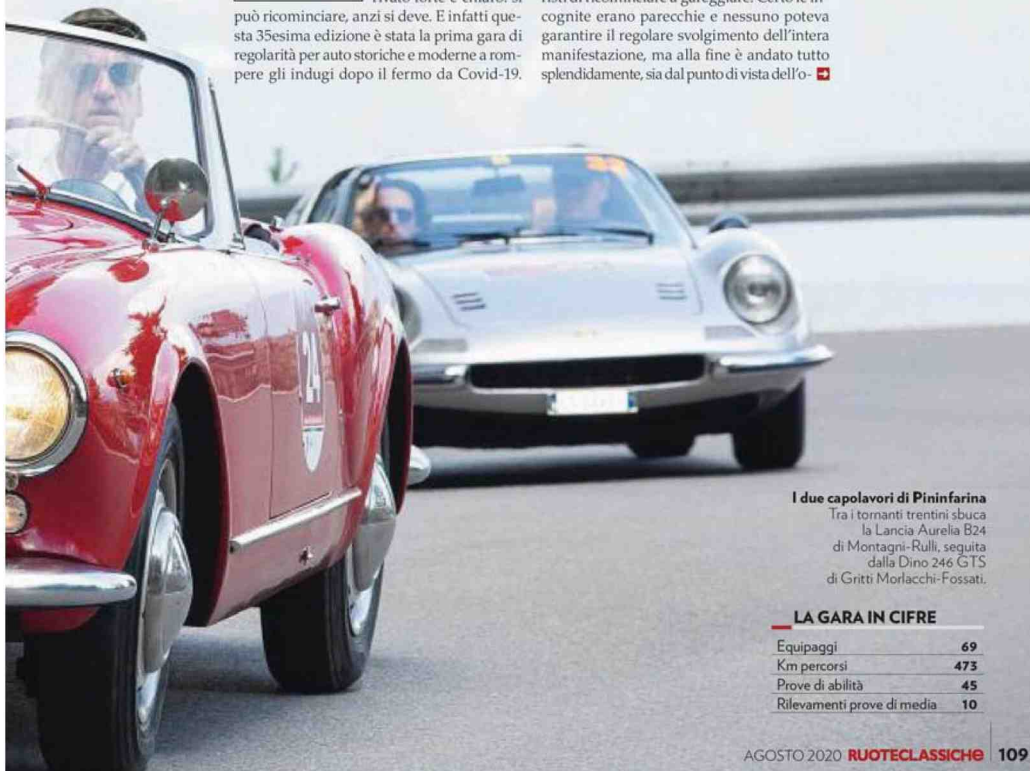 può ricominciare, anzi si deve. E infatti que-
sta 35esima edizione è stata la prima gara di
regolarità per auto storiche e moderne a rom-
pere gli indugi dopo il fermo da Covid-19.
cognite erano parecchie e nessuno poteva
garantire il regolare svolgimento dell'intera
manifestazione, ma alla fine è andato tutto
splendidamente, sia dal punto di vista dell'o-
124
I due capolavori di Pininfarina
Tra i tornanti trentini sbuca
la Lancia Aurelia B24
di Montagni-Rulli, seguita
dalla Dino 246 GTS
di Gritti Morlacchi-Fossati.
LA GARA IN CIFRE
Equipaggi 69
Km percorsi 473
Prove di abilità 45
Rilevamenti prove di media 10
AGOSTO 2020 RUOTECLASSICHE 109